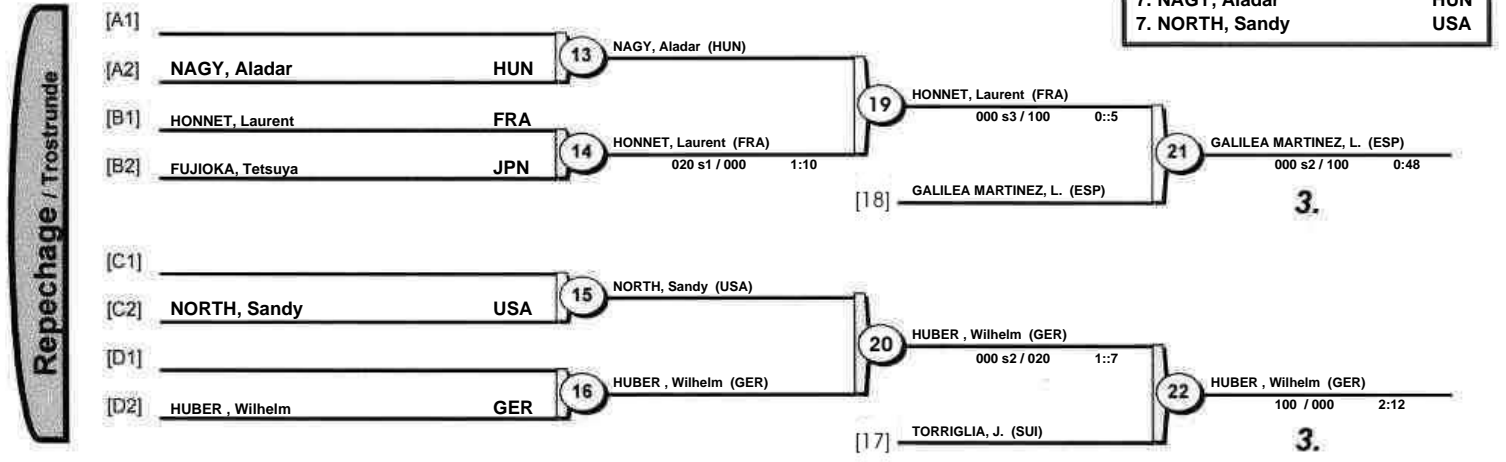 7. NAGY, Aladar HUN
7. NORTH, Sandy USA
Repechage / Trostrunde
[A1]
[A2] NAGY, Aladar HUN
13 NAGY, Aladar (HUN)
[B1] HONNET, Laurent FRA
[B2] FUJIOKA, Tetsuya JPN
14 HONNET, Laurent (FRA)
020 s1 / 000 1:10
19 HONNET, Laurent (FRA)
000 s3 / 100 0::5
[18] GALILEA MARTINEZ, L. (ESP)
21 GALILEA MARTINEZ, L. (ESP)
000 s2 / 100 0:48
3.
[C1]
[C2] NORTH, Sandy USA
15 NORTH, Sandy (USA)
[D1]
[D2] HUBER , Wilhelm GER
16 HUBER , Wilhelm (GER)
20 HUBER , Wilhelm (GER)
000 s2 / 020 1::7
[17] TORRIGLIA, J. (SUI)
22 HUBER , Wilhelm (GER)
100 / 000 2:12
3.